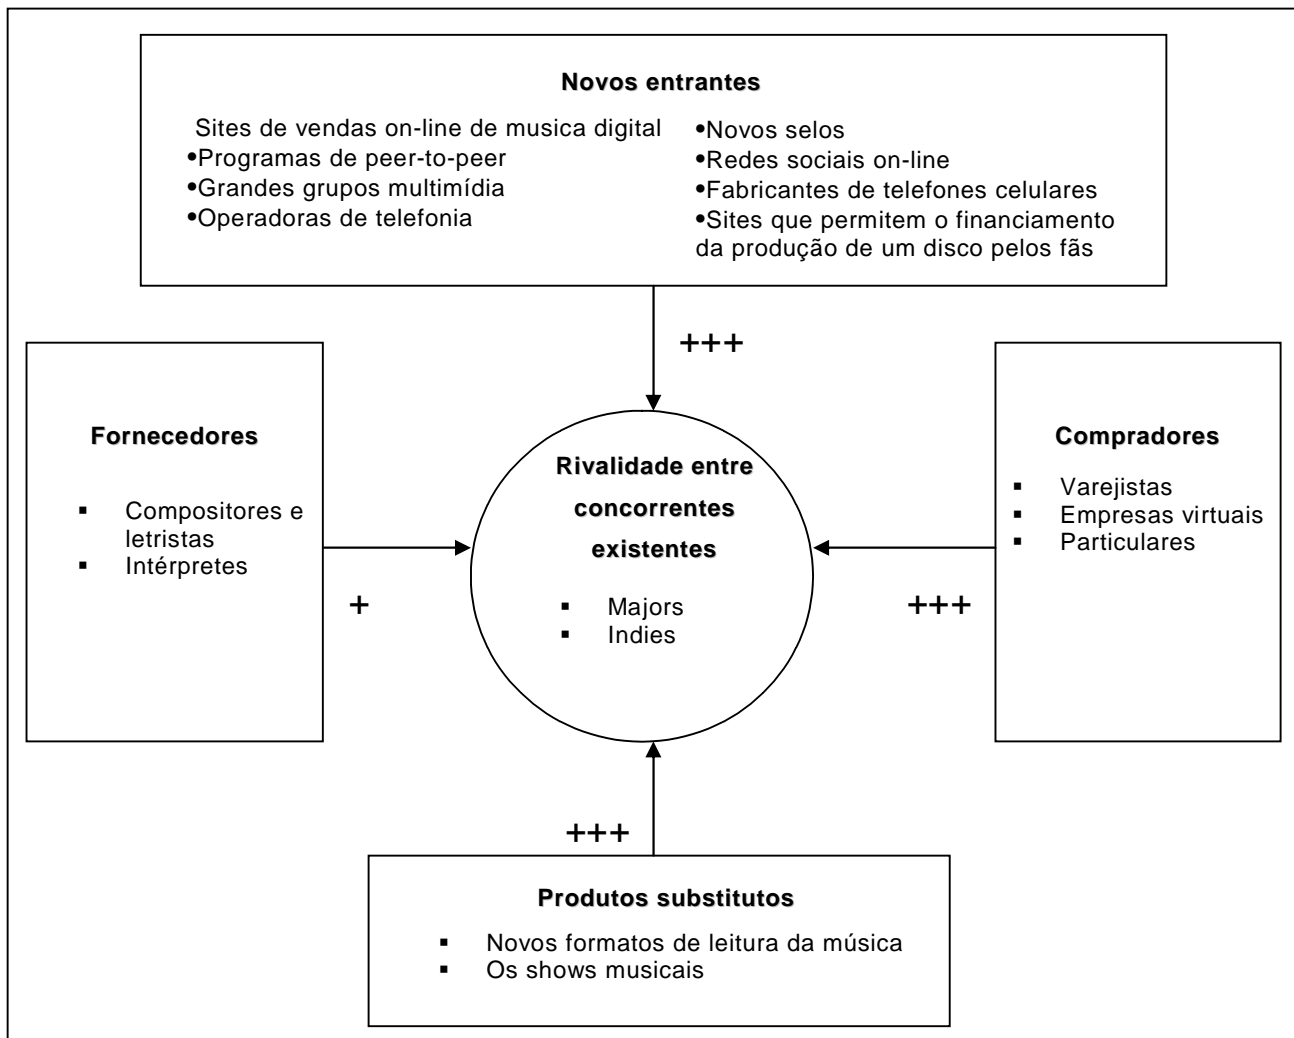 Novos entrantes
Sites de vendas on-line de musica digital
•Programas de peer-to-peer
•Grandes grupos multimídia
•Operadoras de telefonia
•Novos selos
•Redes sociais on-line
•Fabricantes de telefones celulares
•Sites que permitem o financiamento
da produção de um disco pelos fãs
+++
Fornecedores
▪ Compositores e
letristas
▪ Intérpretes
+
Rivalidade entre
concorrentes
existentes
▪ Majors
▪ Indies
Compradores
▪ Varejistas
▪ Empresas virtuais
▪ Particulares
+++
+++
Produtos substitutos
▪ Novos formatos de leitura da música
▪ Os shows musicais